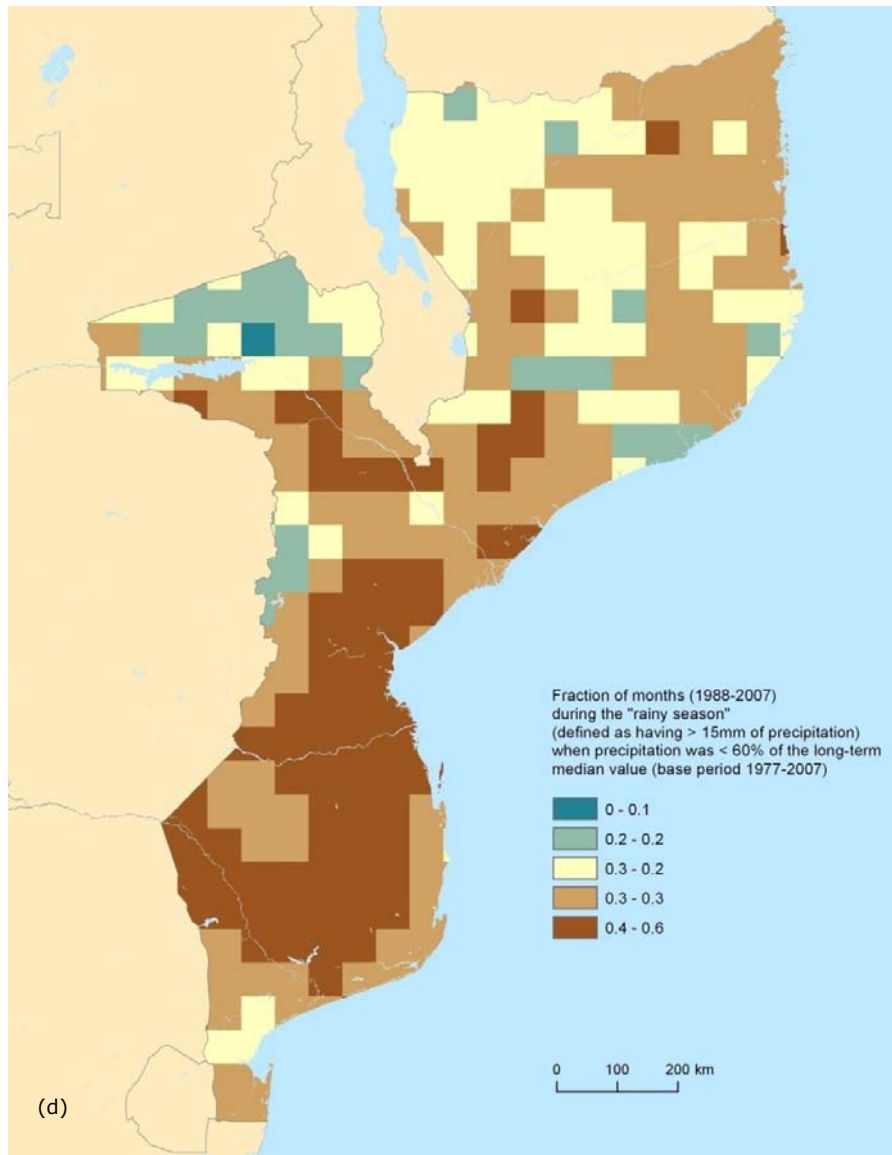 Fraction of months (1988-2007)
during the "rainy season"
(defined as having > 15mm of precipitation)
when precipitation was < 60% of the long-term
median value (base period 1977-2007)
0 - 0.1
0.2 - 0.2
0.3 - 0.2
0.3 - 0.3
0.4 - 0.6
0 100 200 km
(d)